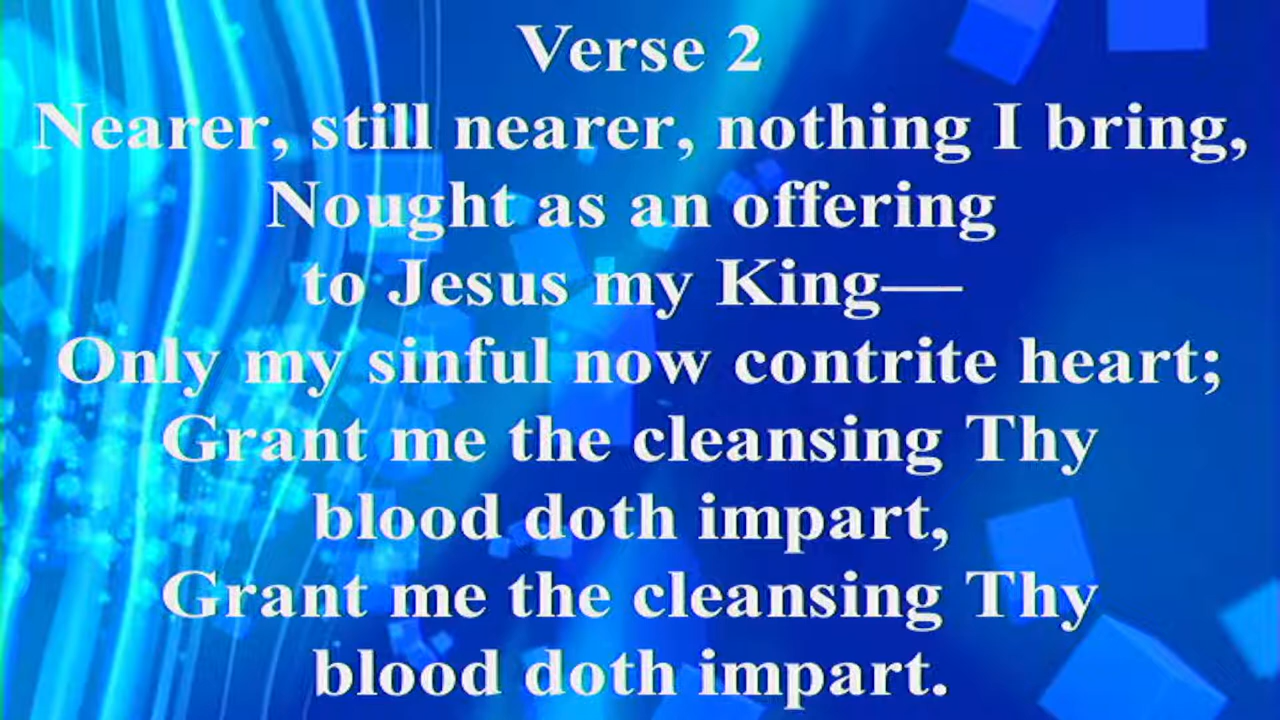 Verse 2
Nearer, still nearer, nothing I bring,
Nought as an offering
to Jesus my King—
Only my sinful now contrite heart;
Grant me the cleansing Thy
blood doth impart,
Grant me the cleansing Thy
blood doth impart.